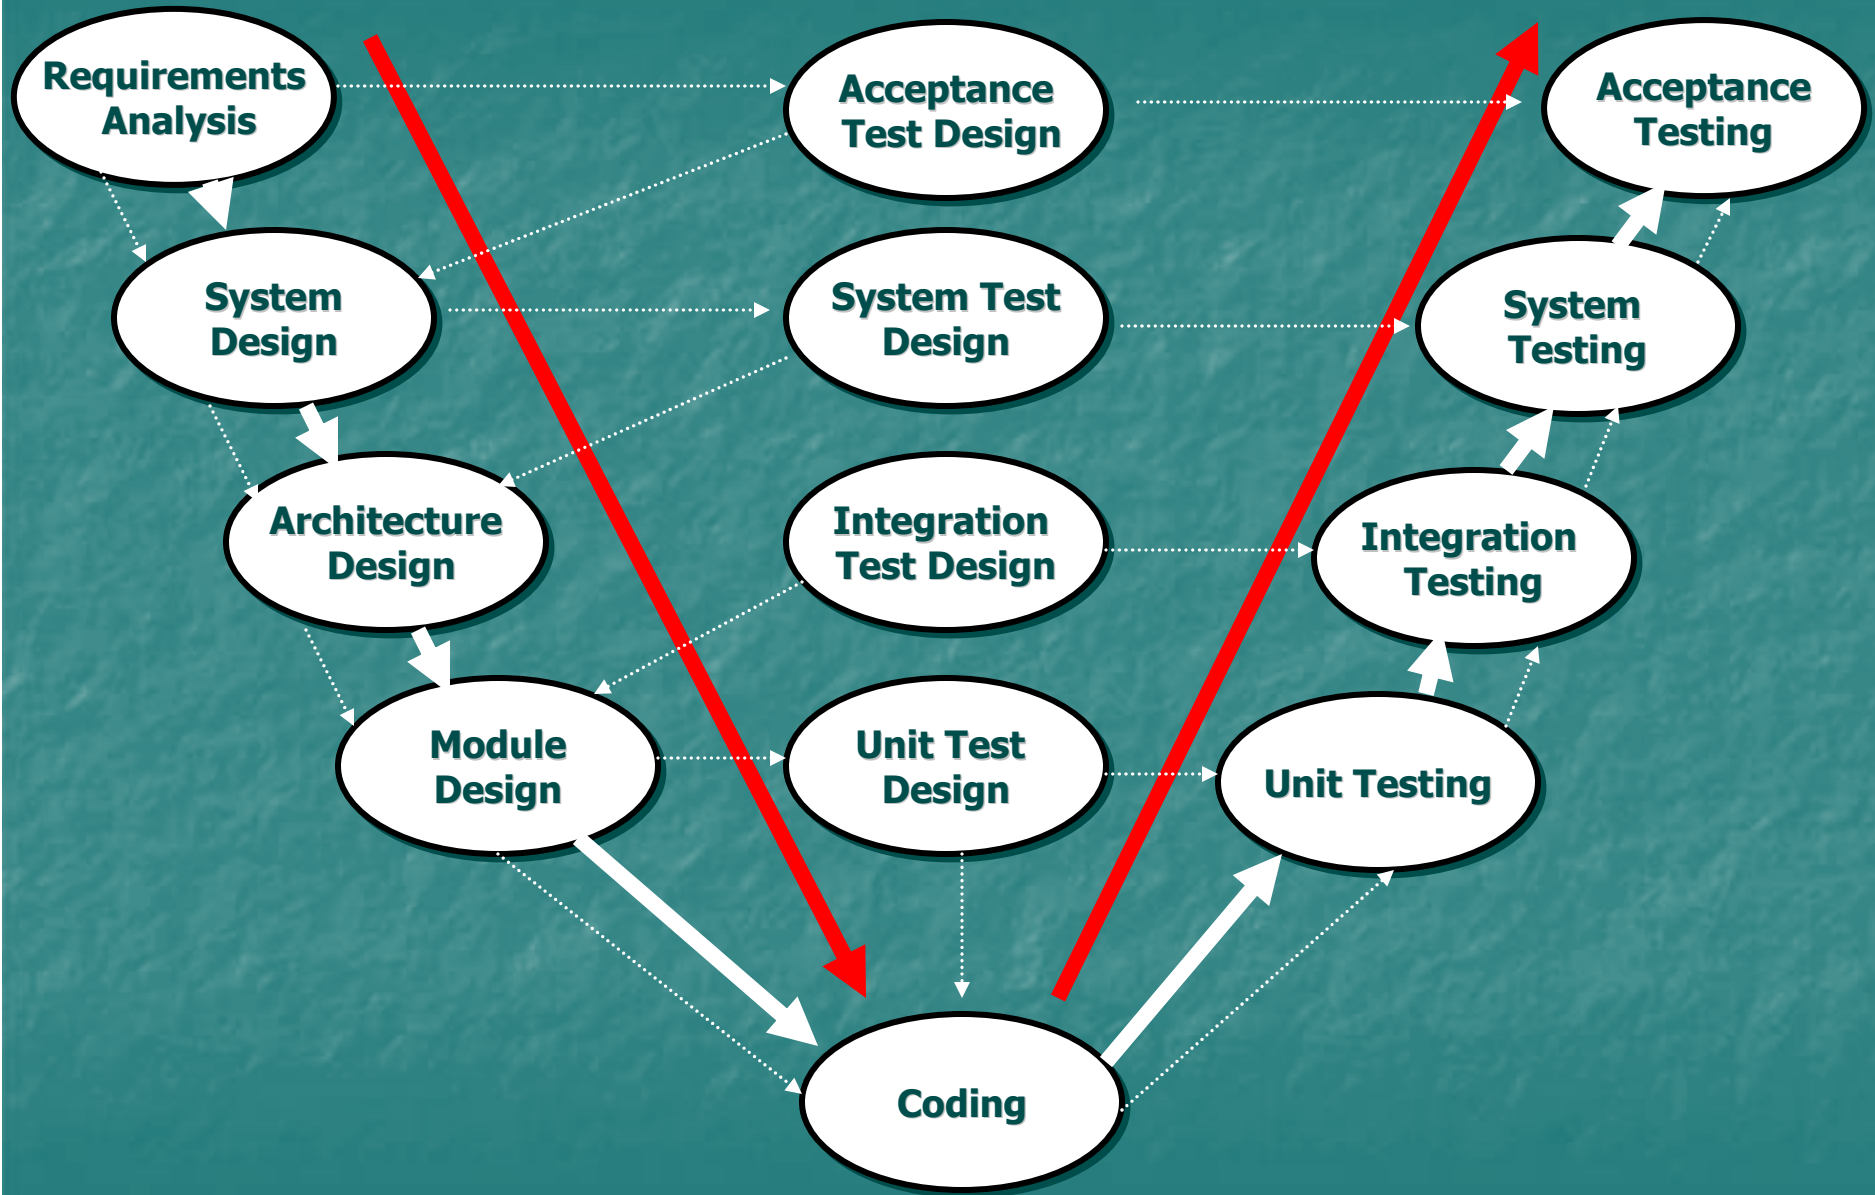 Requirements
Analysis
Acceptance
Test Design
Acceptance
Testing
System
Design
System Test
Design
System
Testing
Architecture
Design
Integration
Test Design
Integration
Testing
Module
Design
Unit Test
Design
Unit Testing
Coding